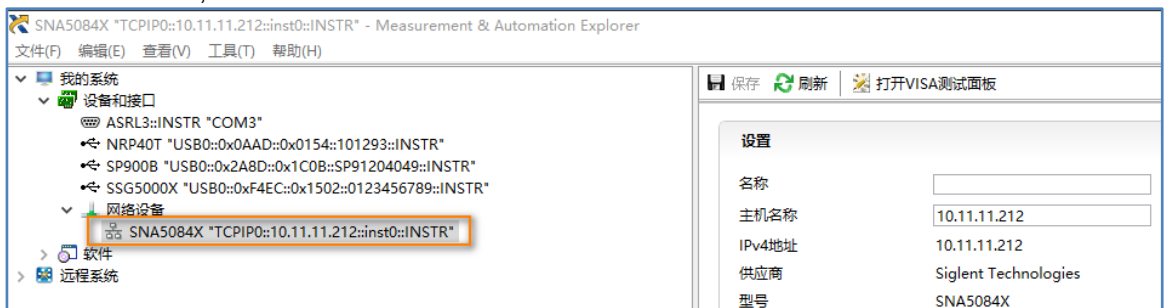 SNA5084X "TCPIP0::10.11.11.212::inst0::INSTR" - Measurement & Automation Explorer
文件(F) 编辑(E) 查看(V) 工具(T) 帮助(H)
我的系统
设备和接口
ASRL3::INSTR "COM3"
NRP40T "USB0::0x0AAD::0x0154::101293::INSTR"
SP900B "USB0::0x2A8D::0x1C0B::SP91204049::INSTR"
SSG5000X "USB0::0xF4EC::0x1502::0123456789::INSTR"
网络设备
SNA5084X "TCPIP0::10.11.11.212::inst0::INSTR"
软件
远程系统
保存 刷新 打开VISA测试面板
设置
名称
主机名称 10.11.11.212
IPv4地址 10.11.11.212
供应商 Siglent Technologies
型号 SNA5084X